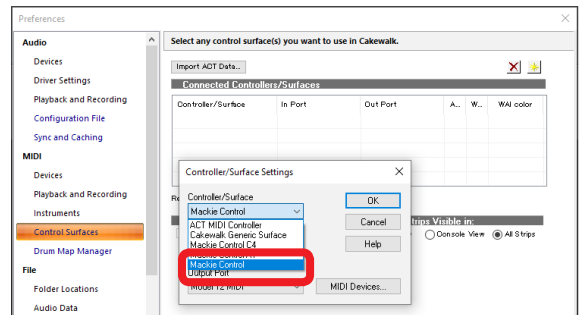 Preferences
Audio
Devices
Driver Settings
Playback and Recording
Configuration File
Sync and Caching
MIDI
Devices
Playback and Recording
Instruments
Control Surfaces
Drum Map Manager
File
Folder Locations
Audio Data
Select any control surface(s) you want to use in Cakewalk.
Import ACT Data...
Connected Controllers/Surfaces
Controller/Surface In Port Out Port A... W... WAI color
Controller/Surface Settings
Controller/Surface
Mackie Control
ACT MIDI Controller
Cakewalk Generic Surface
Mackie Control C4
Mackie Control
Output Port
Model 12 MIDI
OK
Cancel
Help
MIDI Devices...
Strips Visible in:
Console View All Strips